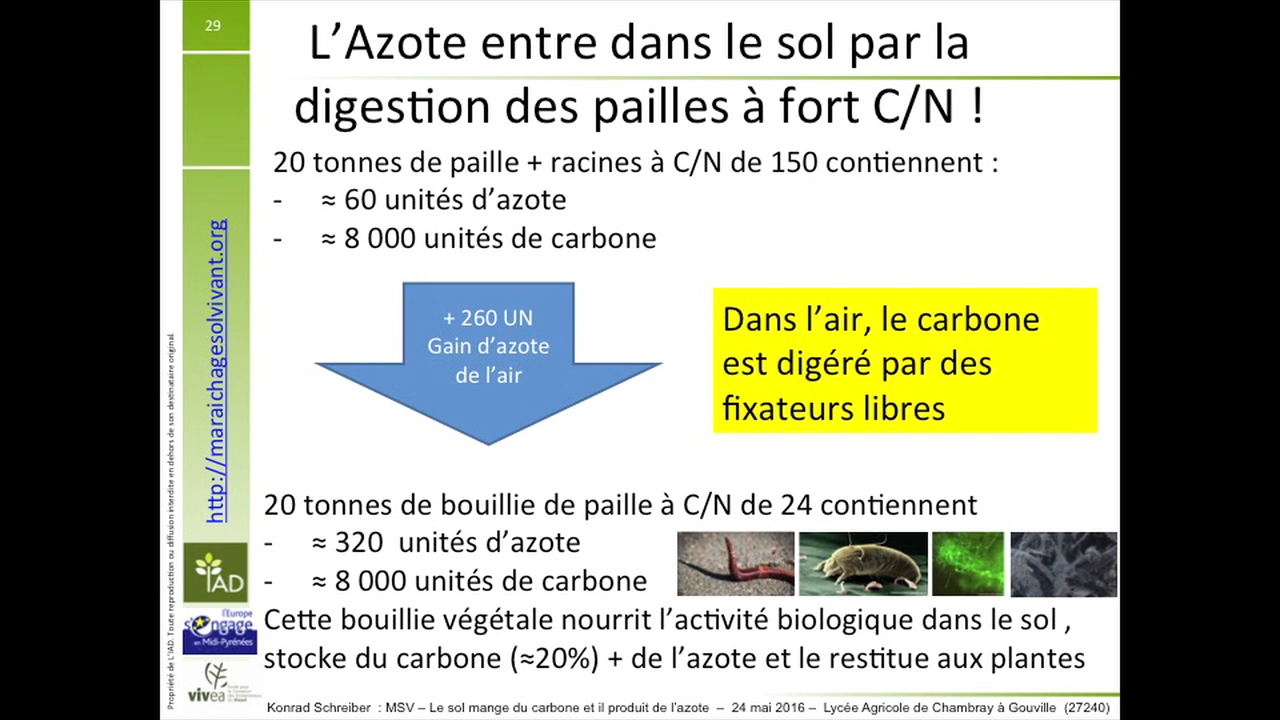 29
L’Azote entre dans le sol par la
digestion des pailles à fort C/N !
20 tonnes de paille + racines à C/N de 150 contiennent :
- ≈ 60 unités d’azote
- ≈ 8 000 unités de carbone
+ 260 UN
Gain d’azote
de l’air
Dans l’air, le carbone
est digéré par des
fixateurs libres
20 tonnes de bouillie de paille à C/N de 24 contiennent
- ≈ 320 unités d’azote
- ≈ 8 000 unités de carbone
Cette bouillie végétale nourrit l’activité biologique dans le sol ,
stocke du carbone (≈20%) + de l’azote et le restitue aux plantes
http://maraichagesolvivant.org
Propriété de L’IAD. Toute reproduction ou diffusion interdite en dehors de son destinataire original.
IAD
l'Europe
s'engage
en Midi-Pyrénées
vivea
Konrad Schreiber : MSV – Le sol mange du carbone et il produit de l’azote – 24 mai 2016 – Lycée Agricole de Chambray à Gouville (27240)